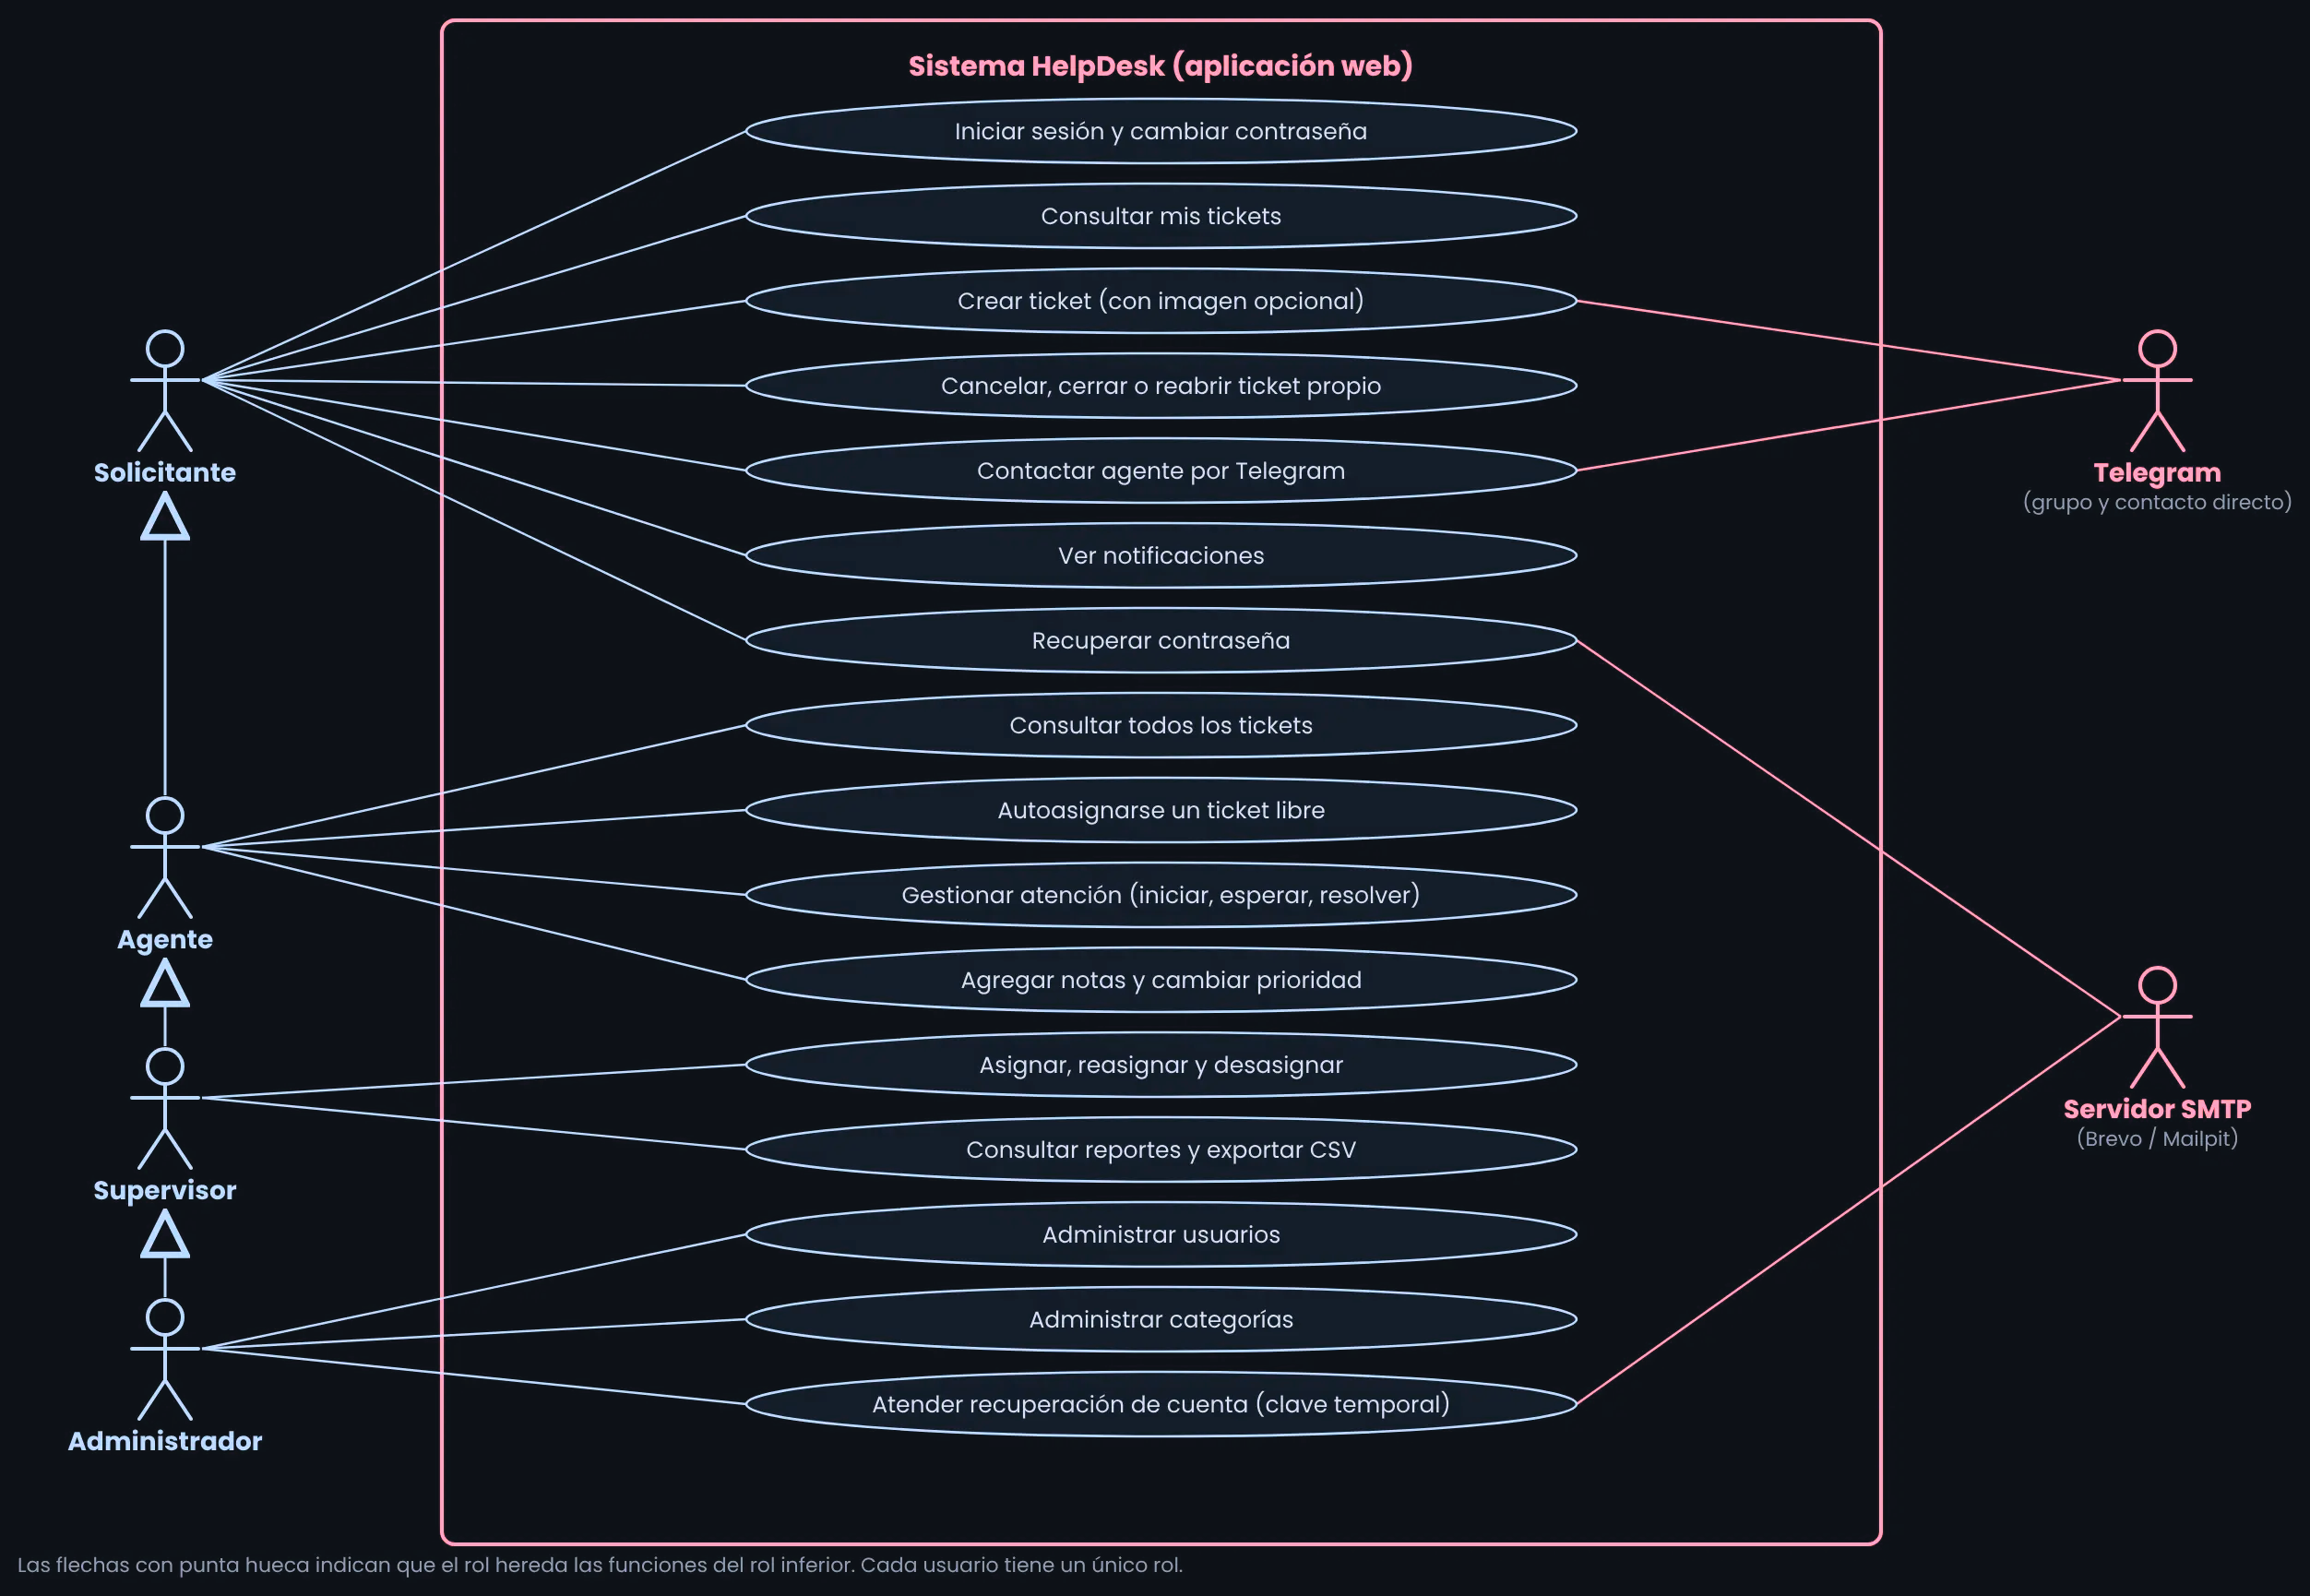 Sistema HelpDesk (aplicación web)
Iniciar sesión y cambiar contraseña
Consultar mis tickets
Crear ticket (con imagen opcional)
Cancelar, cerrar o reabrir ticket propio
Contactar agente por Telegram
Ver notificaciones
Recuperar contraseña
Consultar todos los tickets
Autoasignarse un ticket libre
Gestionar atención (iniciar, esperar, resolver)
Agregar notas y cambiar prioridad
Asignar, reasignar y desasignar
Consultar reportes y exportar CSV
Administrar usuarios
Administrar categorías
Atender recuperación de cuenta (clave temporal)
Solicitante
Agente
Supervisor
Administrador
Telegram
(grupo y contacto directo)
Servidor SMTP
(Brevo / Mailpit)
Las flechas con punta hueca indican que el rol hereda las funciones del rol inferior. Cada usuario tiene un único rol.